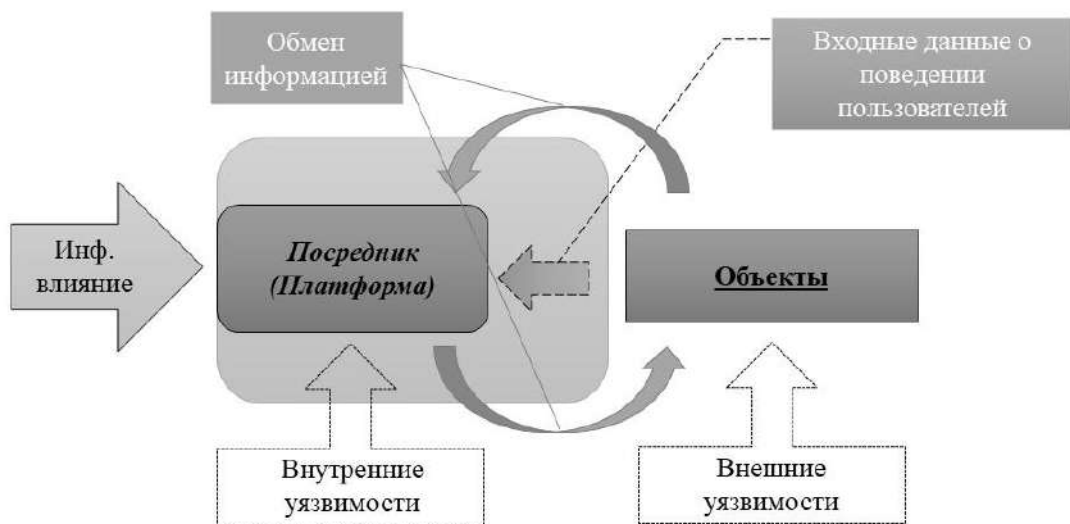 Обмен
информацией
Входные данные о
поведении
пользователей
Инф.
влияние
Посредник
(Платформа)
Объекты
Внутренние
уязвимости
Внешние
уязвимости